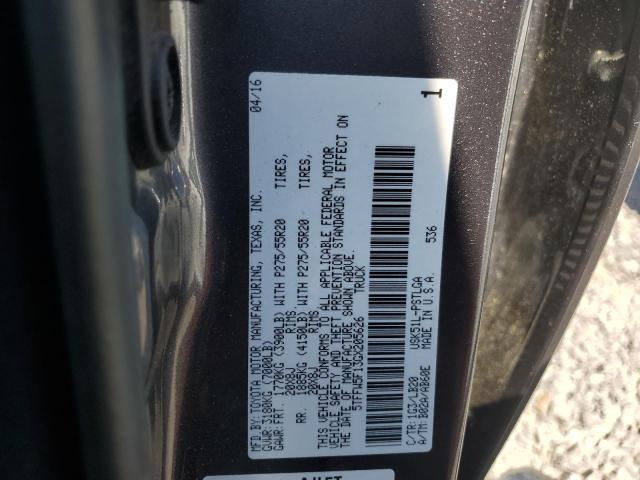 MFD.BY:TOYOTA MOTOR MANUFACTURING, TEXAS, INC. 04/16
GVWR: 3180KG (7000LB)
GAWR:FRT. 1770KG (3900LB) WITH P275/55R20 TIRES,
20X8J RIMS,
RR. 1885KG (4150LB) WITH P275/55R20 TIRES,
20X8J RIMS
THIS VEHICLE CONFORMS TO ALL APPLICABLE FEDERAL MOTOR
VEHICLE SAFETY AND THEFT PREVENTION STANDARDS IN EFFECT ON
THE DATE OF MANUFACTURE SHOWN ABOVE.
5TFFW5F13GX205626 TRUCK
C/TR:1G3/LB20 USK51L-PSTLGA
A/TM:B02A/AB60E MADE IN U.S.A. 536
1